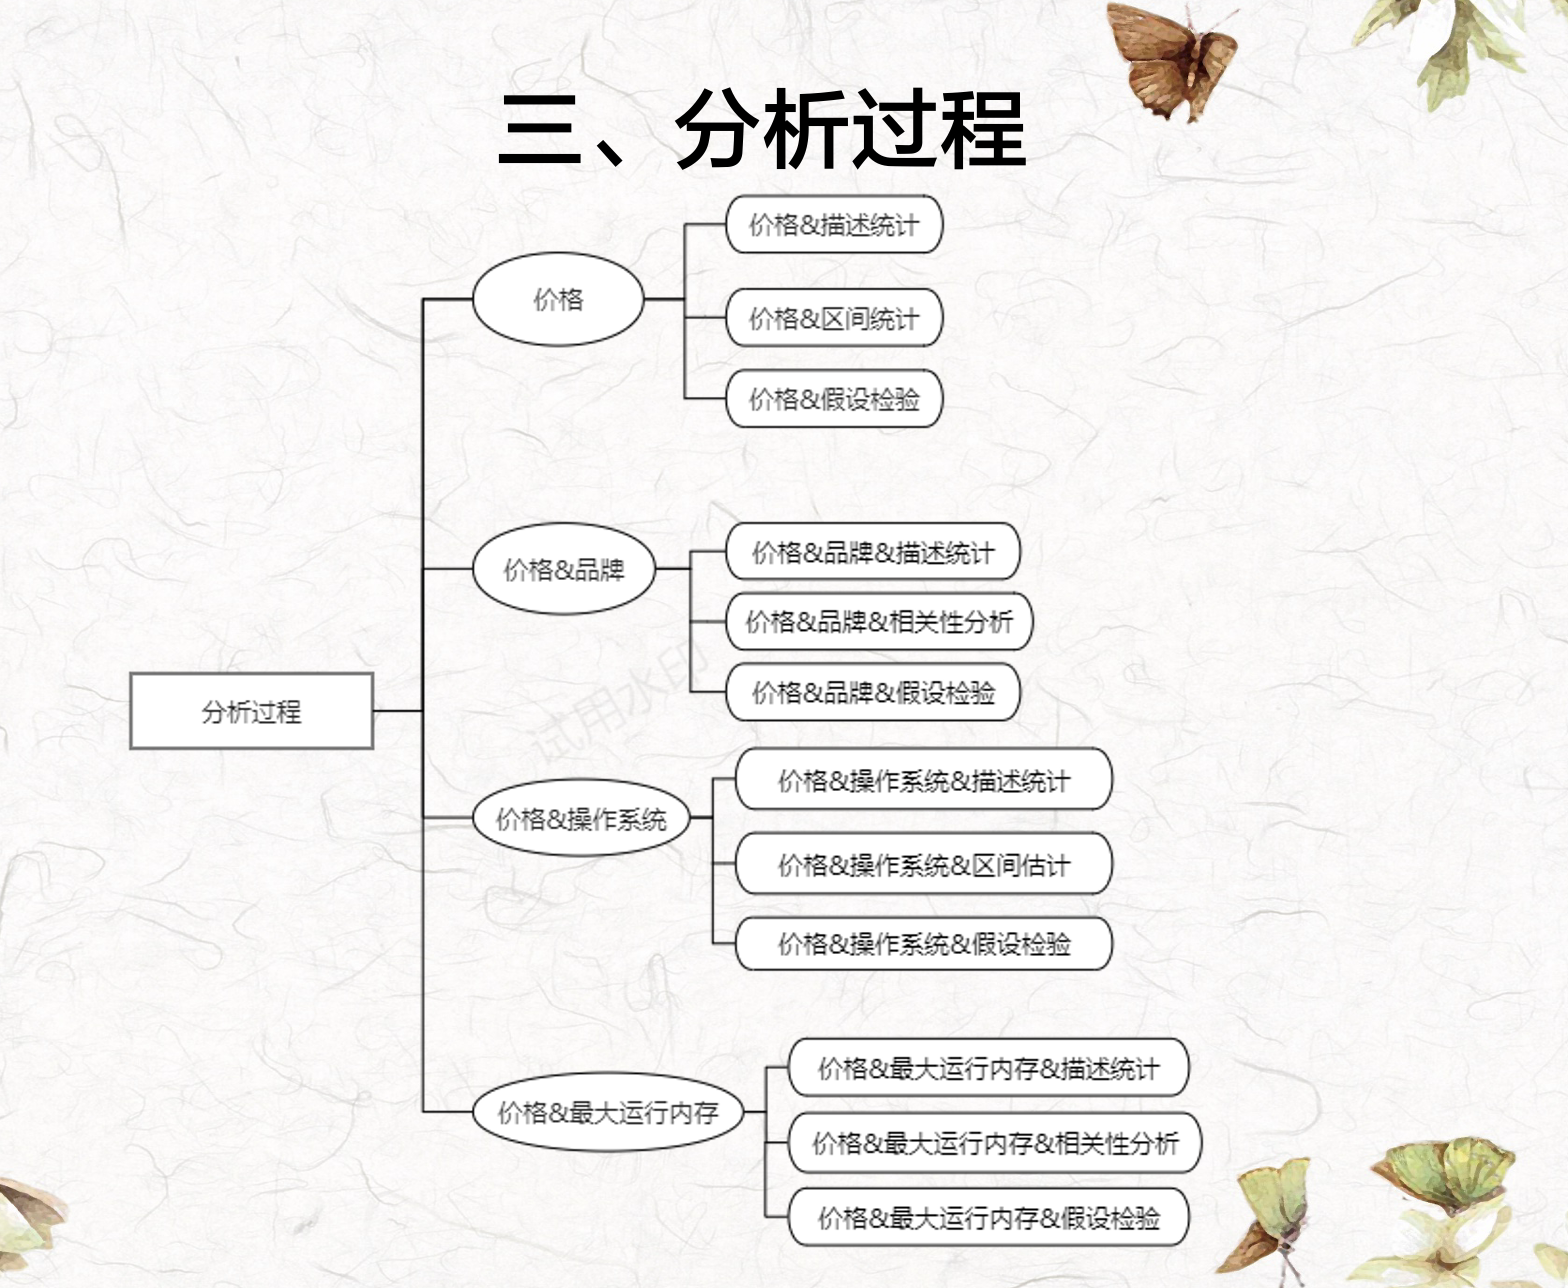 三、分析过程
价格&描述统计
价格
价格&区间统计
价格&假设检验
价格&品牌&描述统计
价格&品牌
价格&品牌&相关性分析
价格&品牌&假设检验
分析过程
试用水印
价格&操作系统&描述统计
价格&操作系统
价格&操作系统&区间估计
价格&操作系统&假设检验
价格&最大运行内存&描述统计
价格&最大运行内存
价格&最大运行内存&相关性分析
价格&最大运行内存&假设检验